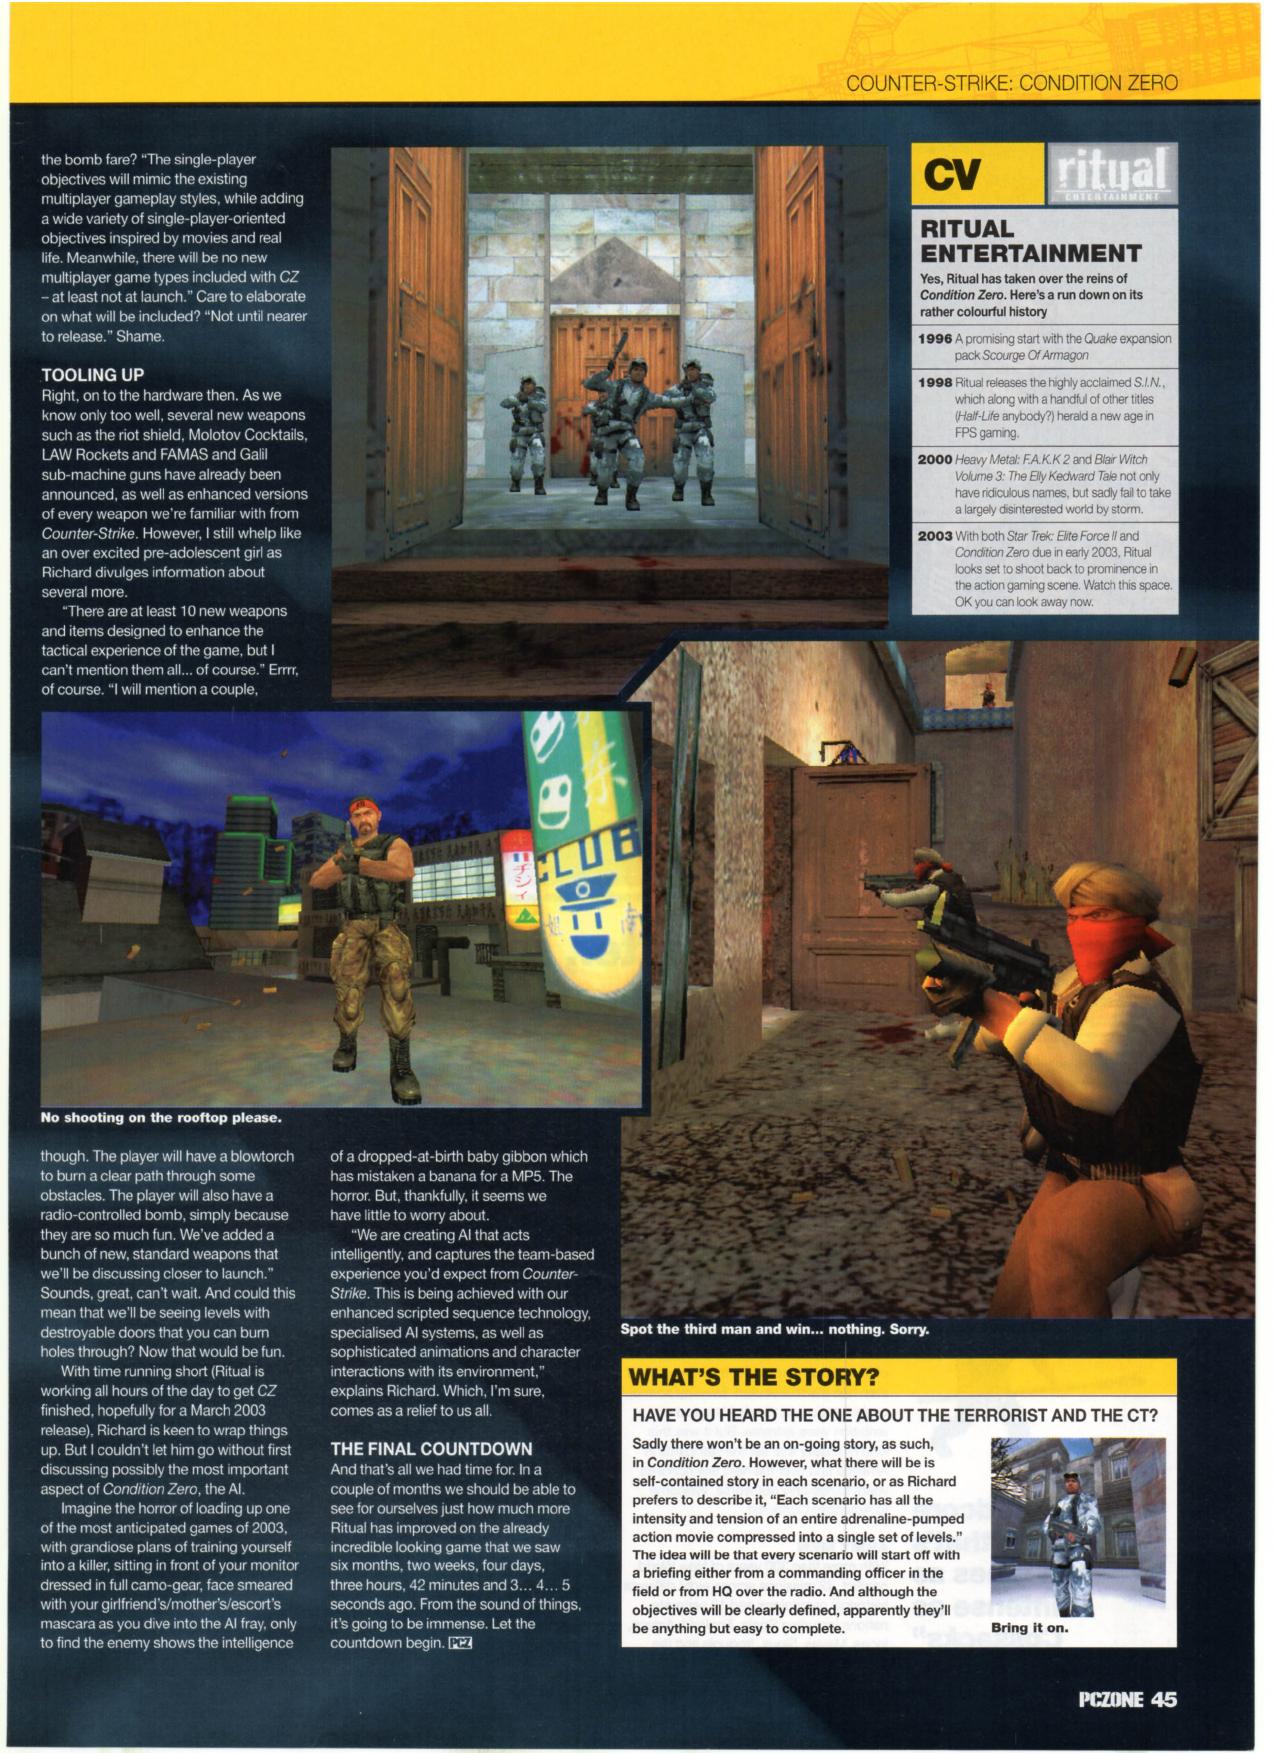 COUNTER-STRIKE: CONDITION ZERO
the bomb fare? “The single-player
objectives will mimic the existing
multiplayer gameplay styles, while adding
a wide variety of single-player-oriented
objectives inspired by movies and real
life. Meanwhile, there will be no new
multiplayer game types included with CZ
– at least not at launch.” Care to elaborate
on what will be included? “Not until nearer
to release.” Shame.
TOOLING UP
Right, on to the hardware then. As we
know only too well, several new weapons
such as the riot shield, Molotov Cocktails,
LAW Rockets and FAMAS and Galil
sub-machine guns have already been
announced, as well as enhanced versions
of every weapon we're familiar with from
Counter-Strike. However, I still whelp like
an over excited pre-adolescent girl as
Richard divulges information about
several more.
“There are at least 10 new weapons
and items designed to enhance the
tactical experience of the game, but I
can't mention them all... of course.” Errrr,
of course. “I will mention a couple,
CLUB
No shooting on the rooftop please.
though. The player will have a blowtorch
to burn a clear path through some
obstacles. The player will also have a
radio-controlled bomb, simply because
they are so much fun. We've added a
bunch of new, standard weapons that
we'll be discussing closer to launch.”
Sounds, great, can't wait. And could this
mean that we'll be seeing levels with
destroyable doors that you can burn
holes through? Now that would be fun.
With time running short (Ritual is
working all hours of the day to get CZ
finished, hopefully for a March 2003
release), Richard is keen to wrap things
up. But I couldn't let him go without first
discussing possibly the most important
aspect of Condition Zero, the AI.
Imagine the horror of loading up one
of the most anticipated games of 2003,
with grandiose plans of training yourself
into a killer, sitting in front of your monitor
dressed in full camo-gear, face smeared
with your girlfriend's/mother's/escort's
mascara as you dive into the AI fray, only
to find the enemy shows the intelligence
of a dropped-at-birth baby gibbon which
has mistaken a banana for a MP5. The
horror. But, thankfully, it seems we
have little to worry about.
“We are creating AI that acts
intelligently, and captures the team-based
experience you'd expect from Counter-
Strike. This is being achieved with our
enhanced scripted sequence technology,
specialised AI systems, as well as
sophisticated animations and character
interactions with its environment,”
explains Richard. Which, I'm sure,
comes as a relief to us all.
THE FINAL COUNTDOWN
And that's all we had time for. In a
couple of months we should be able to
see for ourselves just how much more
Ritual has improved on the already
incredible looking game that we saw
six months, two weeks, four days,
three hours, 42 minutes and 3... 4... 5
seconds ago. From the sound of things,
it's going to be immense. Let the
countdown begin. PCZ
CV
ritual
ENTERTAINMENT
RITUAL
ENTERTAINMENT
Yes, Ritual has taken over the reins of
Condition Zero. Here's a run down on its
rather colourful history
1996 A promising start with the Quake expansion
pack Scourge Of Armagon
1998 Ritual releases the highly acclaimed S.I.N.,
which along with a handful of other titles
(Half-Life anybody?) herald a new age in
FPS gaming.
2000 Heavy Metal: F.A.K.K 2 and Blair Witch
Volume 3: The Elly Kedward Tale not only
have ridiculous names, but sadly fail to take
a largely disinterested world by storm.
2003 With both Star Trek: Elite Force II and
Condition Zero due in early 2003, Ritual
looks set to shoot back to prominence in
the action gaming scene. Watch this space.
OK you can look away now.
Spot the third man and win... nothing. Sorry.
WHAT'S THE STORY?
HAVE YOU HEARD THE ONE ABOUT THE TERRORIST AND THE CT?
Sadly there won't be an on-going story, as such,
in Condition Zero. However, what there will be is
self-contained story in each scenario, or as Richard
prefers to describe it, “Each scenario has all the
intensity and tension of an entire adrenaline-pumped
action movie compressed into a single set of levels.”
The idea will be that every scenario will start off with
a briefing either from a commanding officer in the
field or from HQ over the radio. And although the
objectives will be clearly defined, apparently they'll
be anything but easy to complete.
Bring it on.
PCZONE 45